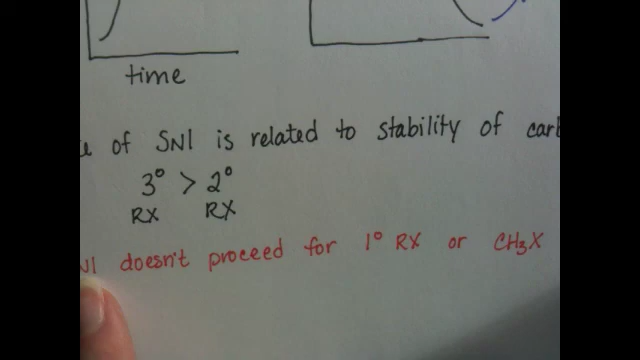 time
of SN1 is related to stability of
3° > 2°
RX RX
doesn't proceed for 1° RX or CH3X